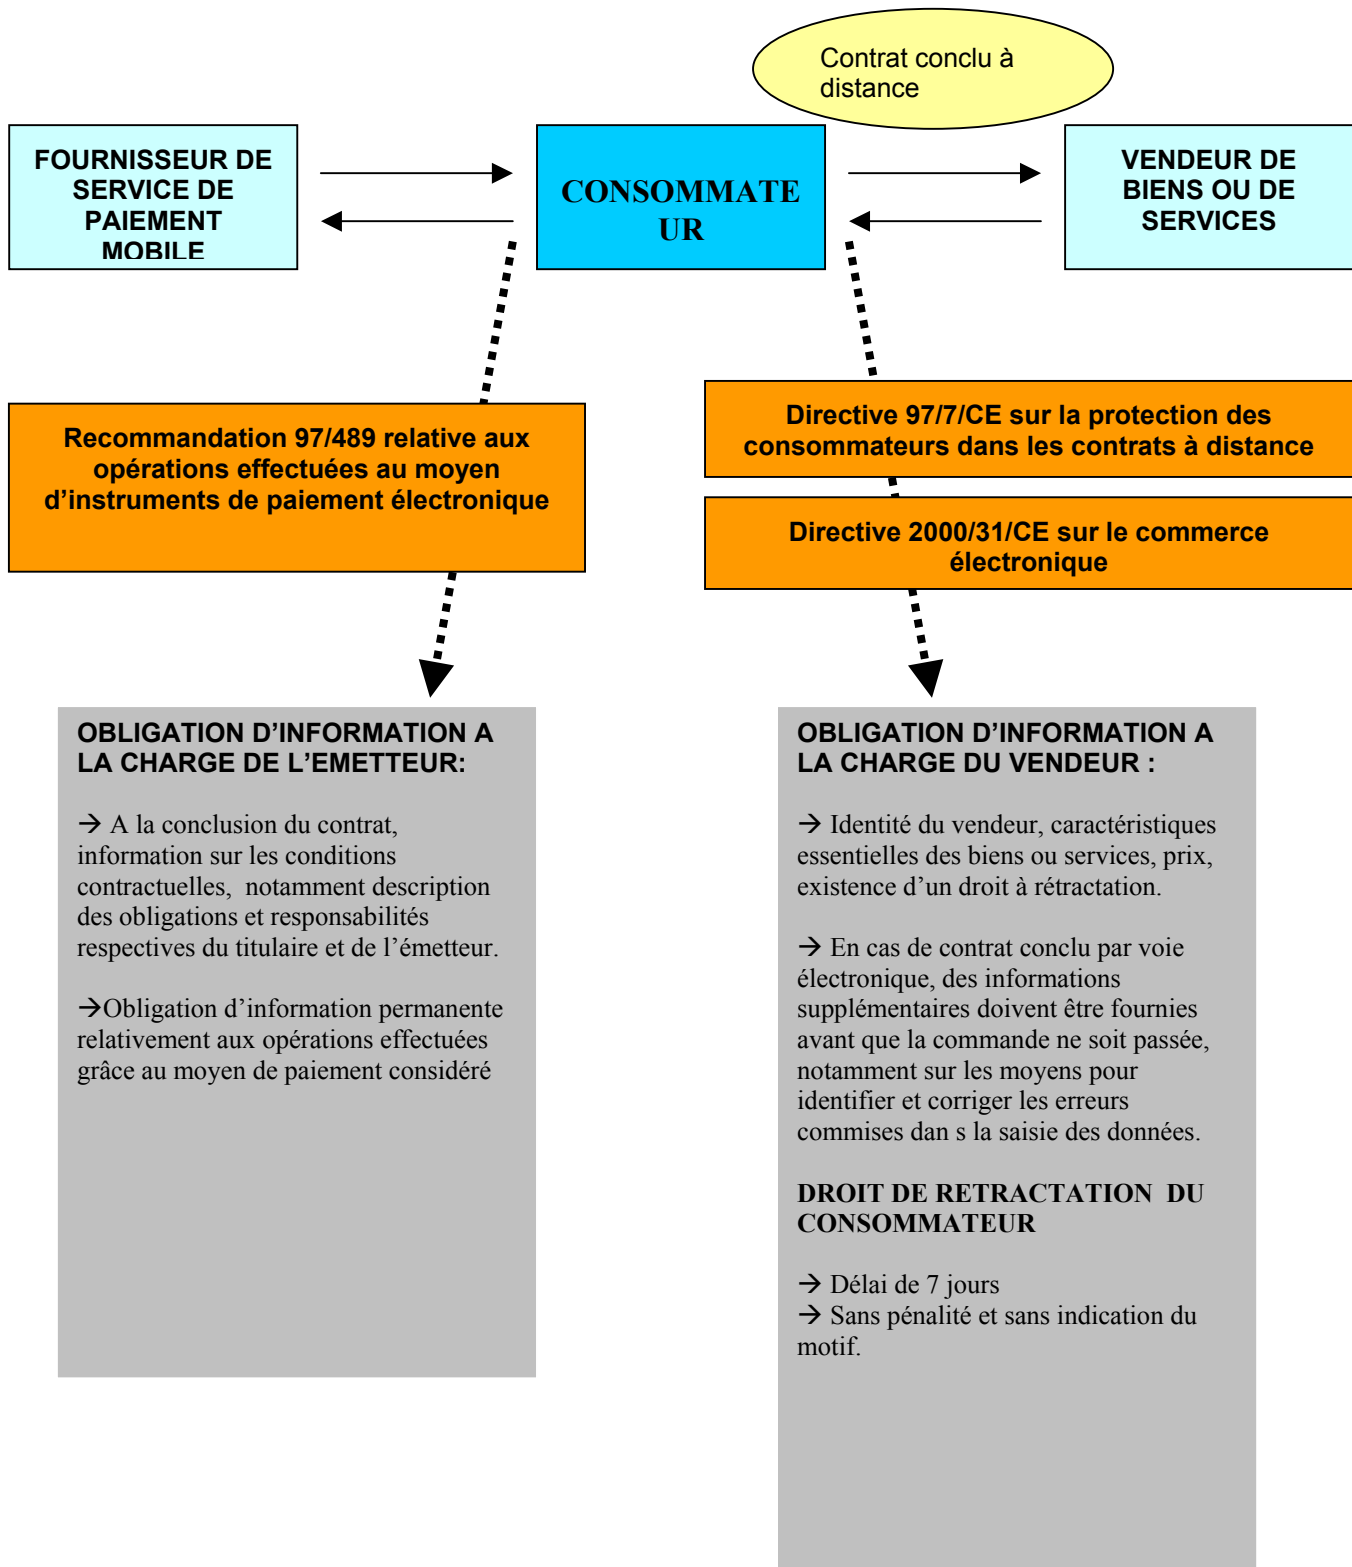 Contrat conclu à
distance
FOURNISSEUR DE
SERVICE DE
PAIEMENT
MOBILE
CONSOMMATE
UR
VENDEUR DE
BIENS OU DE
SERVICES
Recommandation 97/489 relative aux
opérations effectuées au moyen
d’instruments de paiement électronique
Directive 97/7/CE sur la protection des
consommateurs dans les contrats à distance
Directive 2000/31/CE sur le commerce
électronique
OBLIGATION D’INFORMATION A
LA CHARGE DE L’EMETTEUR:
→ A la conclusion du contrat,
information sur les conditions
contractuelles, notamment description
des obligations et responsabilités
respectives du titulaire et de l’émetteur.
→Obligation d’information permanente
relativement aux opérations effectuées
grâce au moyen de paiement considéré
OBLIGATION D’INFORMATION A
LA CHARGE DU VENDEUR :
→ Identité du vendeur, caractéristiques
essentielles des biens ou services, prix,
existence d’un droit à rétractation.
→ En cas de contrat conclu par voie
électronique, des informations
supplémentaires doivent être fournies
avant que la commande ne soit passée,
notamment sur les moyens pour
identifier et corriger les erreurs
commises dan s la saisie des données.
DROIT DE RETRACTATION DU
CONSOMMATEUR
→ Délai de 7 jours
→ Sans pénalité et sans indication du
motif.